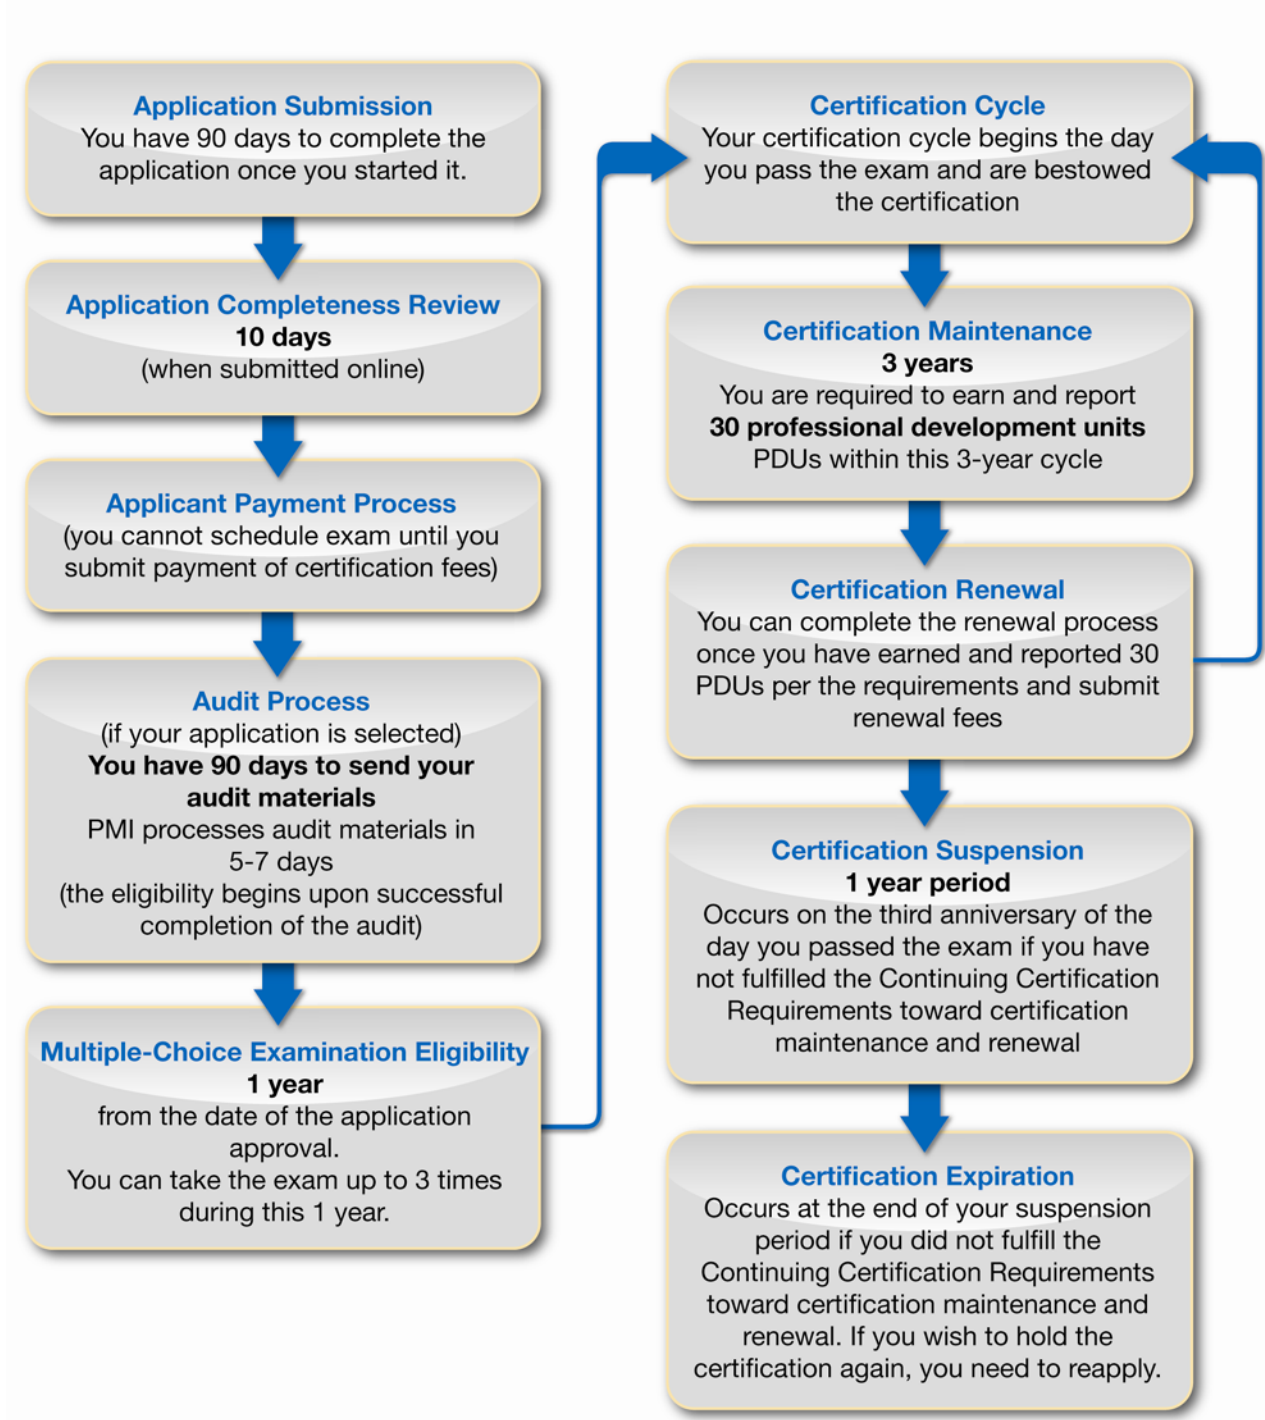 Application Submission
You have 90 days to complete the
application once you started it.
Application Completeness Review
10 days
(when submitted online)
Applicant Payment Process
(you cannot schedule exam until you
submit payment of certification fees)
Audit Process
(if your application is selected)
You have 90 days to send your
audit materials
PMI processes audit materials in
5-7 days
(the eligibility begins upon successful
completion of the audit)
Multiple-Choice Examination Eligibility
1 year
from the date of the application
approval.
You can take the exam up to 3 times
during this 1 year.
Certification Cycle
Your certification cycle begins the day
you pass the exam and are bestowed
the certification
Certification Maintenance
3 years
You are required to earn and report
30 professional development units
PDUs within this 3-year cycle
Certification Renewal
You can complete the renewal process
once you have earned and reported 30
PDUs per the requirements and submit
renewal fees
Certification Suspension
1 year period
Occurs on the third anniversary of the
day you passed the exam if you have
not fulfilled the Continuing Certification
Requirements toward certification
maintenance and renewal
Certification Expiration
Occurs at the end of your suspension
period if you did not fulfill the
Continuing Certification Requirements
toward certification maintenance and
renewal. If you wish to hold the
certification again, you need to reapply.